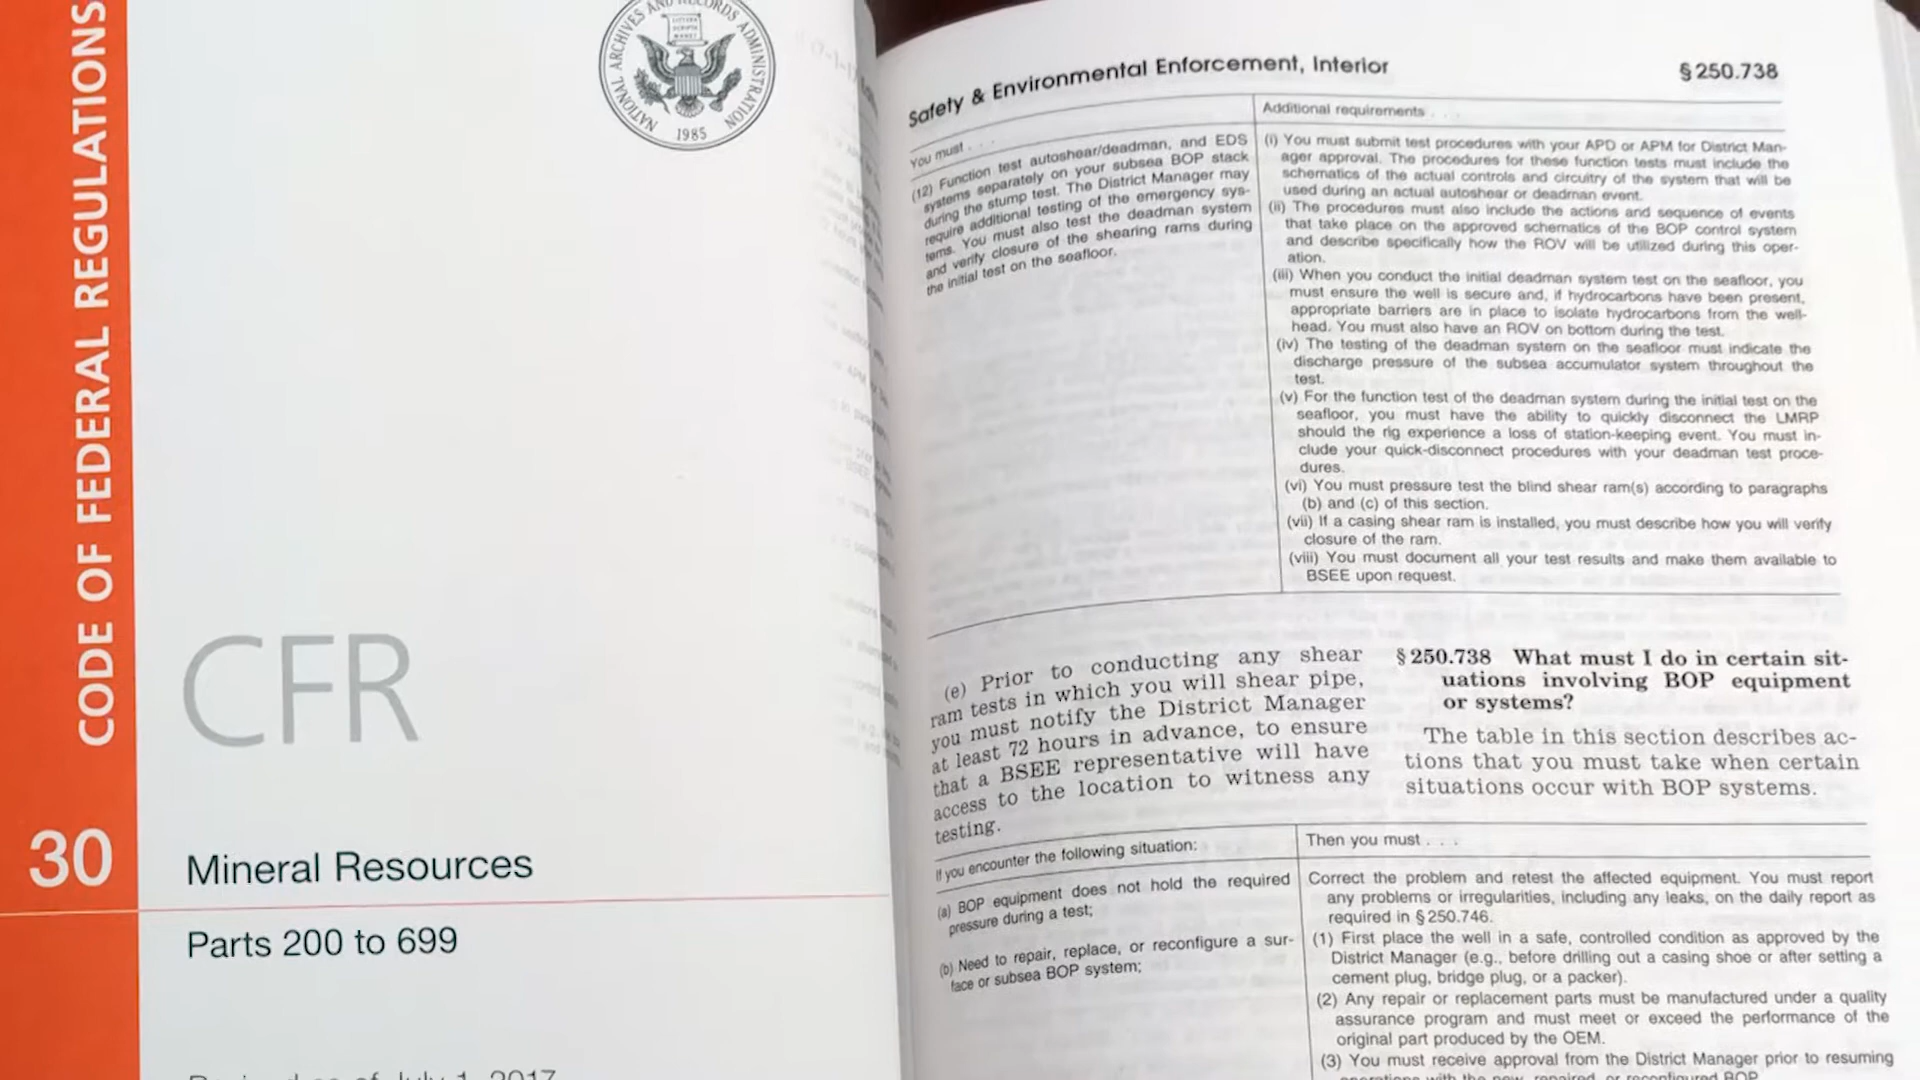 CODE OF FEDERAL REGULATIONS
NATIONAL ARCHIVES AND RECORDS ADMINISTRATION
LITTERA
SCRIPTA
MANET
1985
CFR
30
Mineral Resources
Parts 200 to 699
Revised as of July 1, 2017
Safety & Environmental Enforcement, Interior
§ 250.738
You must . . .
Additional requirements . . .
(12) Function test autoshear/deadman, and EDS
systems separately on your subsea BOP stack
during the stump test. The District Manager may
require additional testing of the emergency sys-
tems. You must also test the deadman system
and verify closure of the shearing rams during
the initial test on the seafloor.
(i) You must submit test procedures with your APD or APM for District Man-
ager approval. The procedures for these function tests must include the
schematics of the actual controls and circuitry of the system that will be
used during an actual autoshear or deadman event.
(ii) The procedures must also include the actions and sequence of events
that take place on the approved schematics of the BOP control system
and describe specifically how the ROV will be utilized during this oper-
ation.
(iii) When you conduct the initial deadman system test on the seafloor, you
must ensure the well is secure and, if hydrocarbons have been present,
appropriate barriers are in place to isolate hydrocarbons from the well-
head. You must also have an ROV on bottom during the test.
(iv) The testing of the deadman system on the seafloor must indicate the
discharge pressure of the subsea accumulator system throughout the
test.
(v) For the function test of the deadman system during the initial test on the
seafloor, you must have the ability to quickly disconnect the LMRP
should the rig experience a loss of station-keeping event. You must in-
clude your quick-disconnect procedures with your deadman test proce-
dures.
(vi) You must pressure test the blind shear ram(s) according to paragraphs
(b) and (c) of this section.
(vii) If a casing shear ram is installed, you must describe how you will verify
closure of the ram.
(viii) You must document all your test results and make them available to
BSEE upon request.
(e) Prior to conducting any shear
ram tests in which you will shear pipe,
you must notify the District Manager
at least 72 hours in advance, to ensure
that a BSEE representative will have
access to the location to witness any
testing.
§ 250.738 What must I do in certain sit-
uations involving BOP equipment
or systems?
The table in this section describes ac-
tions that you must take when certain
situations occur with BOP systems.
If you encounter the following situation:
Then you must . . .
(a) BOP equipment does not hold the required
pressure during a test;
Correct the problem and retest the affected equipment. You must report
any problems or irregularities, including any leaks, on the daily report as
required in § 250.746.
(b) Need to repair, replace, or reconfigure a sur-
face or subsea BOP system;
(1) First place the well in a safe, controlled condition as approved by the
District Manager (e.g., before drilling out a casing shoe or after setting a
cement plug, bridge plug, or a packer).
(2) Any repair or replacement parts must be manufactured under a quality
assurance program and must meet or exceed the performance of the
original part produced by the OEM.
(3) You must receive approval from the District Manager prior to resuming
operations with the new, repaired, or reconfigured BOP.